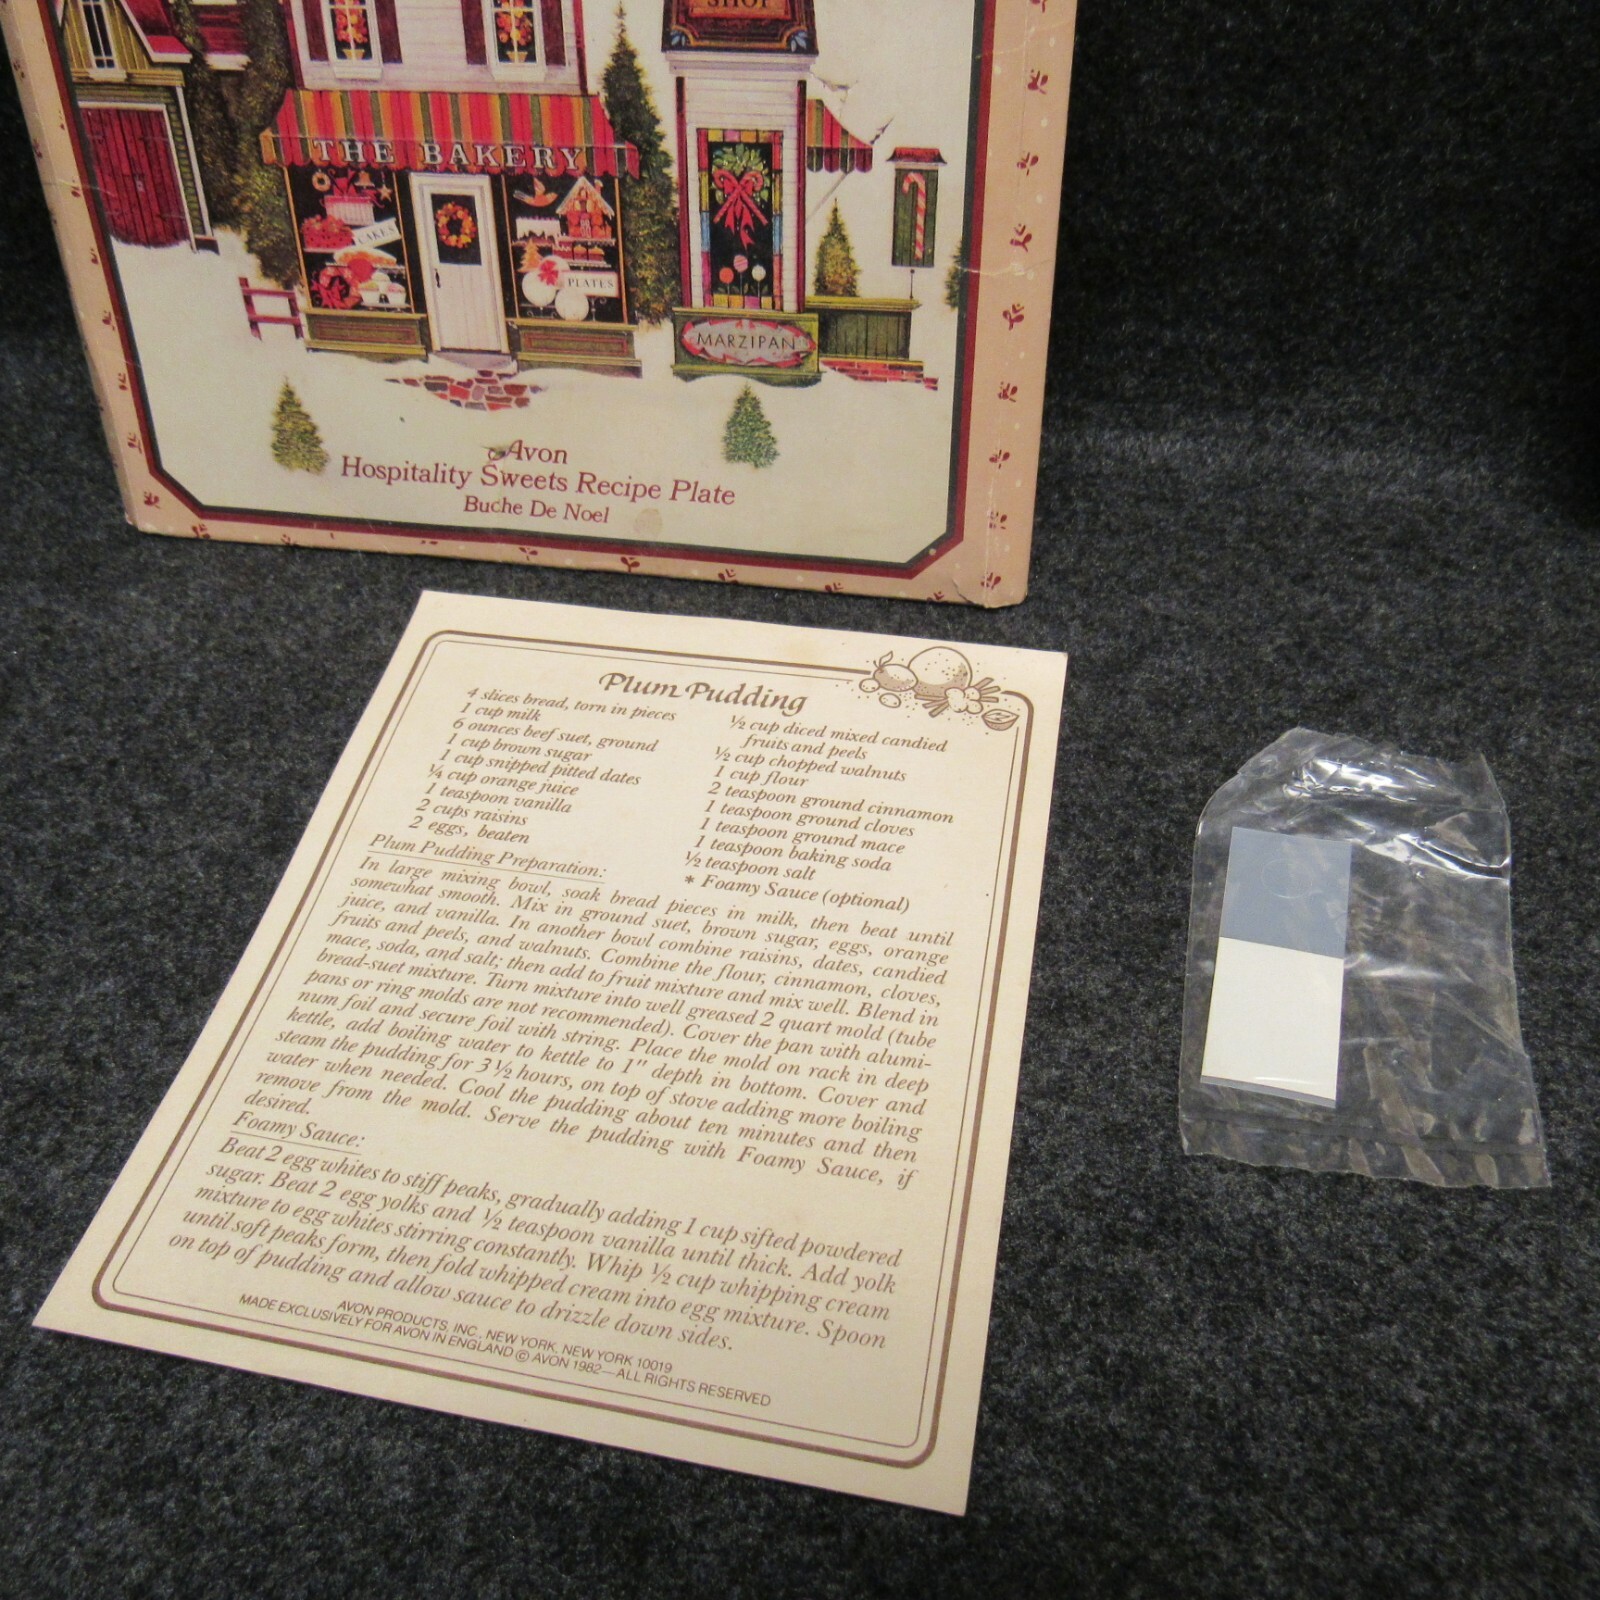 SHOP
THE BAKERY
CAKES
PLATES
MARZIPAN
Avon
Hospitality Sweets Recipe Plate
Buche De Noel
Plum Pudding
4 slices bread, torn in pieces
1 cup milk
6 ounces beef suet, ground
1 cup brown sugar
1 cup snipped pitted dates
¼ cup orange juice
1 teaspoon vanilla
2 cups raisins
2 eggs, beaten
½ cup diced mixed candied
fruits and peels
½ cup chopped walnuts
1 cup flour
2 teaspoon ground cinnamon
1 teaspoon ground cloves
1 teaspoon ground mace
1 teaspoon baking soda
½ teaspoon salt
* Foamy Sauce (optional)
Plum Pudding Preparation:
In large mixing bowl, soak bread pieces in milk, then beat until
somewhat smooth. Mix in ground suet, brown sugar, eggs, orange
juice, and vanilla. In another bowl combine raisins, dates, candied
fruits and peels, and walnuts. Combine the flour, cinnamon, cloves,
mace, soda, and salt; then add to fruit mixture and mix well. Blend in
bread-suet mixture. Turn mixture into well greased 2 quart mold (tube
pans or ring molds are not recommended). Cover the pan with alumi-
num foil and secure foil with string. Place the mold on rack in deep
kettle, add boiling water to kettle to 1" depth in bottom. Cover and
steam the pudding for 3½ hours, on top of stove adding more boiling
water when needed. Cool the pudding about ten minutes and then
remove from the mold. Serve the pudding with Foamy Sauce, if
desired.
Foamy Sauce:
Beat 2 egg whites to stiff peaks, gradually adding 1 cup sifted powdered
sugar. Beat 2 egg yolks and ½ teaspoon vanilla until thick. Add yolk
mixture to egg whites stirring constantly. Whip ½ cup whipping cream
until soft peaks form, then fold whipped cream into egg mixture. Spoon
on top of pudding and allow sauce to drizzle down sides.
AVON PRODUCTS, INC., NEW YORK, NEW YORK 10019
MADE EXCLUSIVELY FOR AVON IN ENGLAND © AVON 1982—ALL RIGHTS RESERVED